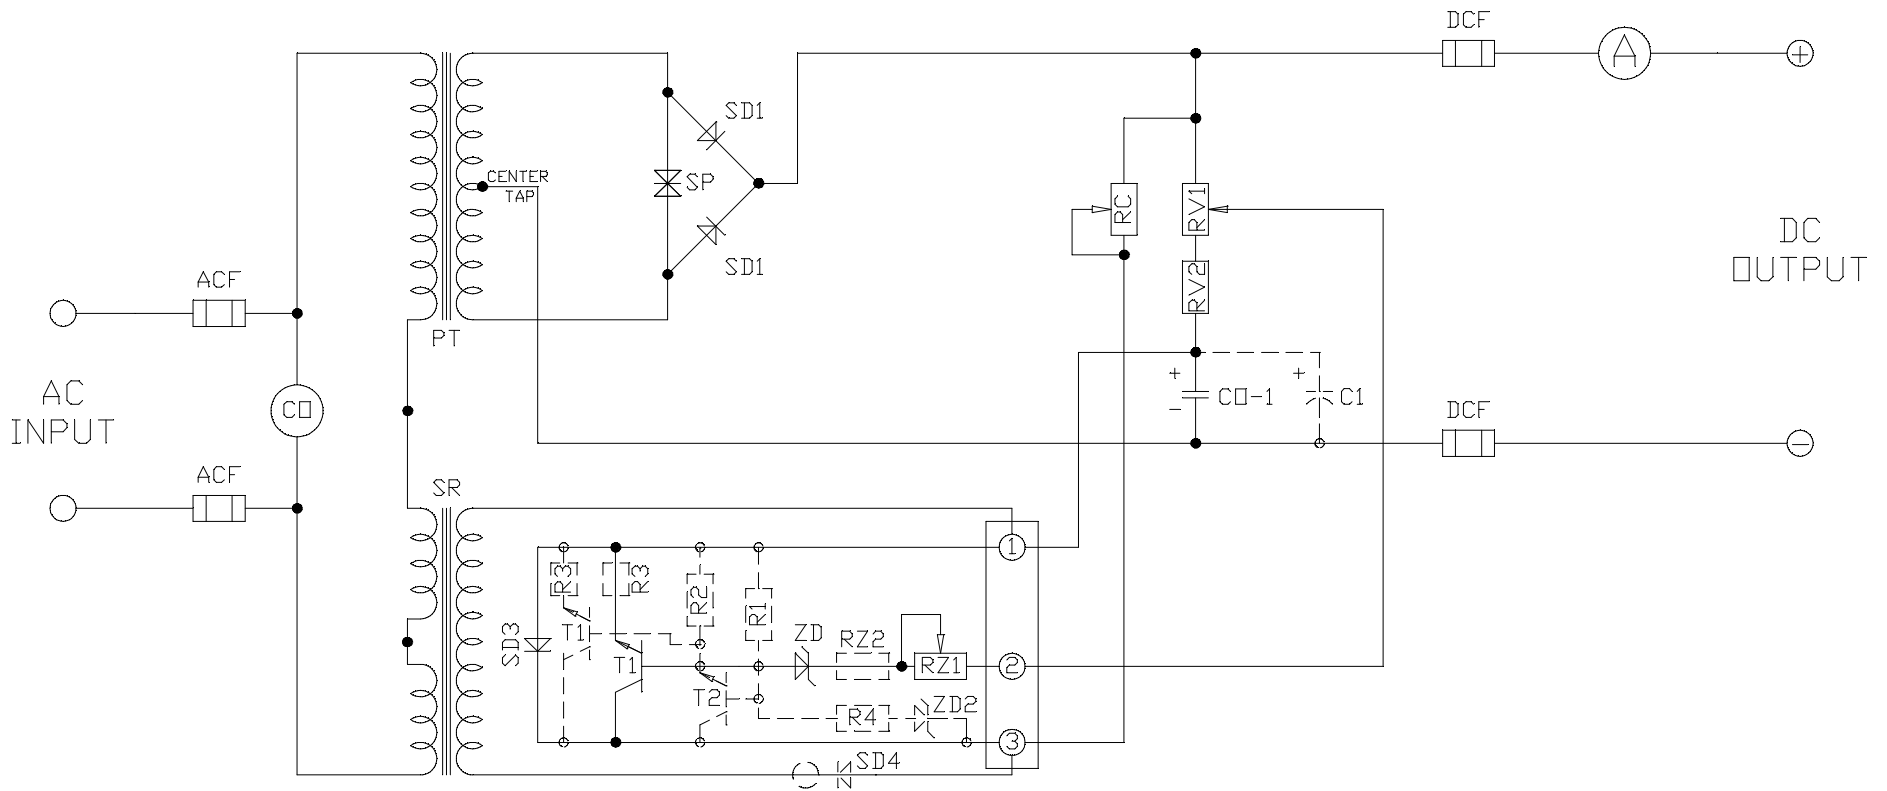 DCF
A
+
SD1
CENTER
TAP
SP
RC
RV1
DC
OUTPUT
SD1
ACF
RV2
PT
AC
INPUT
CO
+
-
CO-1
+
C1
DCF
-
ACF
SR
1
R3
R3
R2
R1
SD3
T1
T1
ZD
RZ2
RZ1
2
T2
R4
ZD2
3
SD4